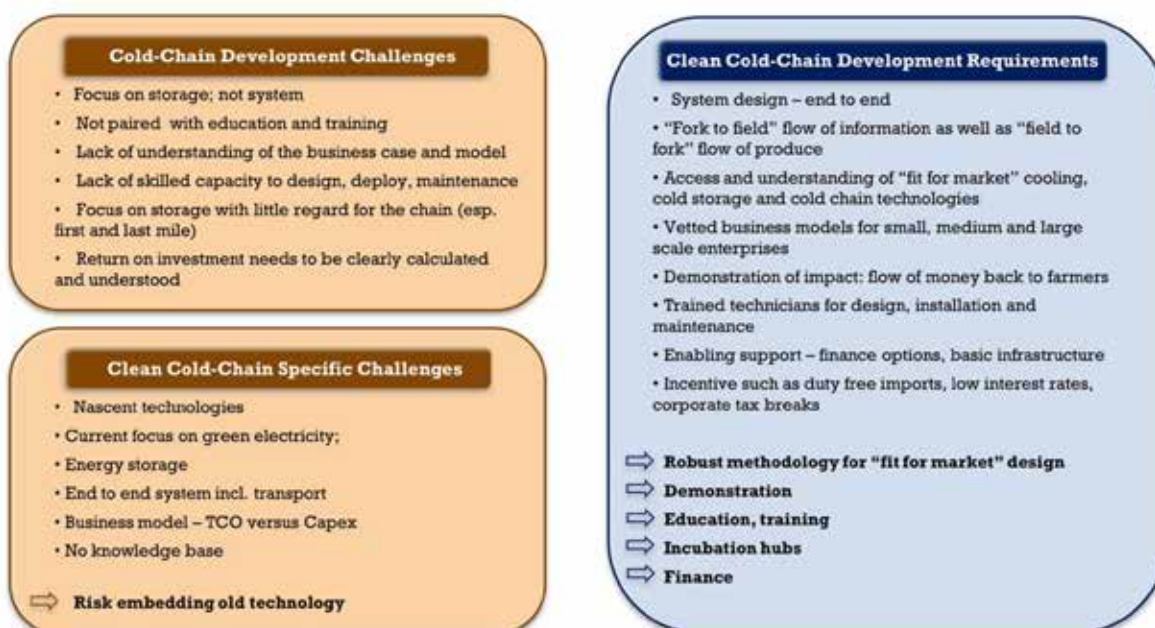 Cold-Chain Development Challenges
• Focus on storage; not system
• Not paired with education and training
• Lack of understanding of the business case and model
• Lack of skilled capacity to design, deploy, maintenance
• Focus on storage with little regard for the chain (esp.
first and last mile)
• Return on investment needs to be clearly calculated
and understood
Clean Cold-Chain Specific Challenges
• Nascent technologies
• Current focus on green electricity;
• Energy storage
• End to end system incl. transport
• Business model – TCO versus Capex
• No knowledge base
⇨ Risk embedding old technology
Clean Cold-Chain Development Requirements
• System design – end to end
• “Fork to field” flow of information as well as “field to
fork” flow of produce
• Access and understanding of “fit for market” cooling,
cold storage and cold chain technologies
• Vetted business models for small, medium and large
scale enterprises
• Demonstration of impact: flow of money back to farmers
• Trained technicians for design, installation and
maintenance
• Enabling support – finance options, basic infrastructure
• Incentive such as duty free imports, low interest rates,
corporate tax breaks
⇨ Robust methodology for “fit for market” design
⇨ Demonstration
⇨ Education, training
⇨ Incubation hubs
⇨ Finance